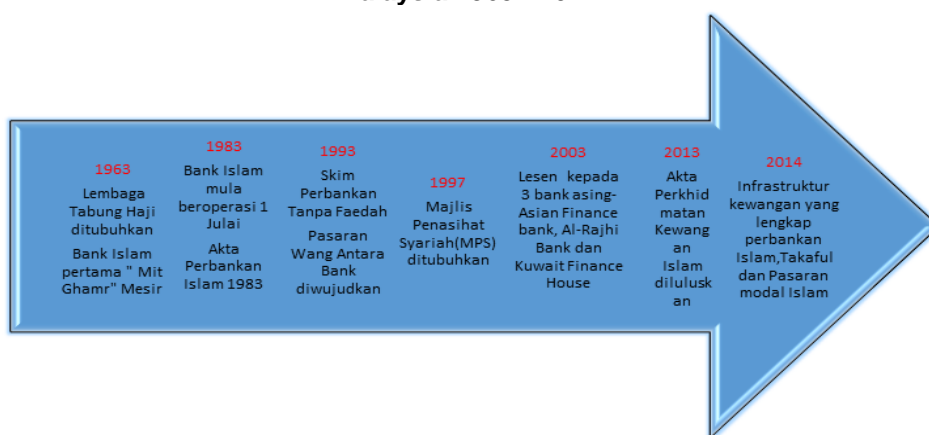 1963
Lembaga
Tabung Haji
ditubuhkan
Bank Islam
pertama " Mit
Ghamr" Mesir
1983
Bank Islam
mula
beroperasi 1
Julai
Akta
Perbankan
Islam 1983
1993
Skim
Perbankan
Tanpa Faedah
Pasaran
Wang Antara
Bank
diwujudkan
1997
Majlis
Penasihat
Syariah(MPS)
ditubuhkan
2003
Lesen kepada
3 bank asing-
Asian Finance
bank, Al-Rajhi
Bank dan
Kuwait Finance
House
2013
Akta
Perkhid
matan
Kewang
an
Islam
dilulusk
an
2014
Infrastruktur
kewangan yang
lengkap
perbankan
Islam,Takaful
dan Pasaran
modal Islam